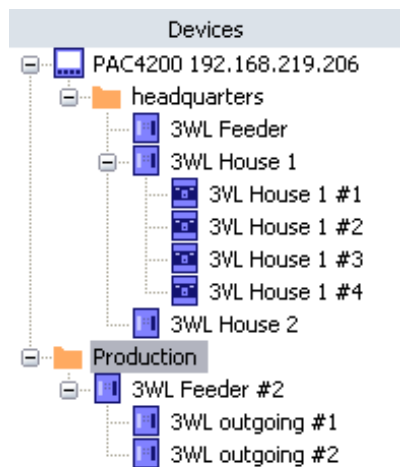 Devices
PAC4200 192.168.219.206
headquarters
3WL Feeder
3WL House 1
3VL House 1 #1
3VL House 1 #2
3VL House 1 #3
3VL House 1 #4
3WL House 2
Production
3WL Feeder #2
3WL outgoing #1
3WL outgoing #2